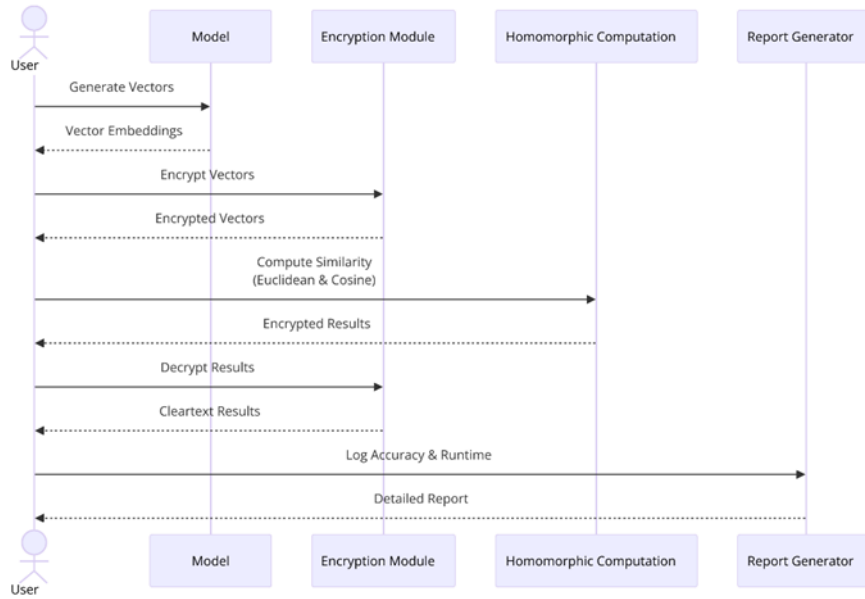 Model
Encryption Module
Homomorphic Computation
Report Generator
User
Generate Vectors
Vector Embeddings
Encrypt Vectors
Encrypted Vectors
Compute Similarity
(Euclidean & Cosine)
Encrypted Results
Decrypt Results
Cleartext Results
Log Accuracy & Runtime
Detailed Report
Model
Encryption Module
Homomorphic Computation
Report Generator
User